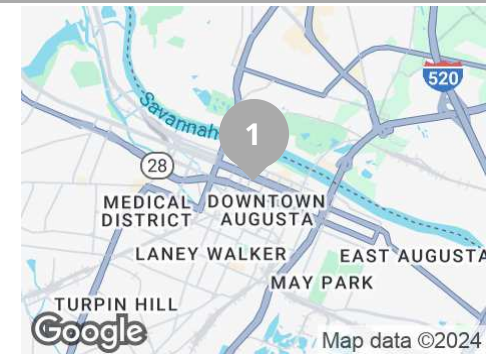 520
Savannah
1
28
MEDICAL DISTRICT
DOWNTOWN AUGUSTA
LANEY WALKER
EAST AUGUSTA
MAY PARK
TURPIN HILL
Google
Map data ©2024